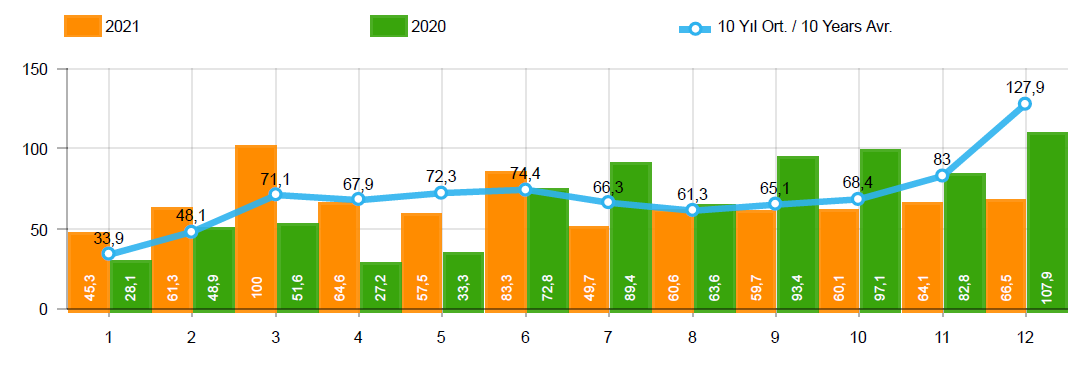 2021 2020 10 Yıl Ort. / 10 Years Avr.
150
127,9
100
83
71,1 67,9 72,3 74,4 66,3 61,3 65,1 68,4
48,1
50
33,9
45,3 28,1 61,3 48,9 100 51,6 64,6 27,2 57,5 33,3 83,3 72,8 49,7 89,4 60,6 63,6 59,7 93,4 60,1 97,1 64,1 82,8 66,5 107,9
0
1 2 3 4 5 6 7 8 9 10 11 12